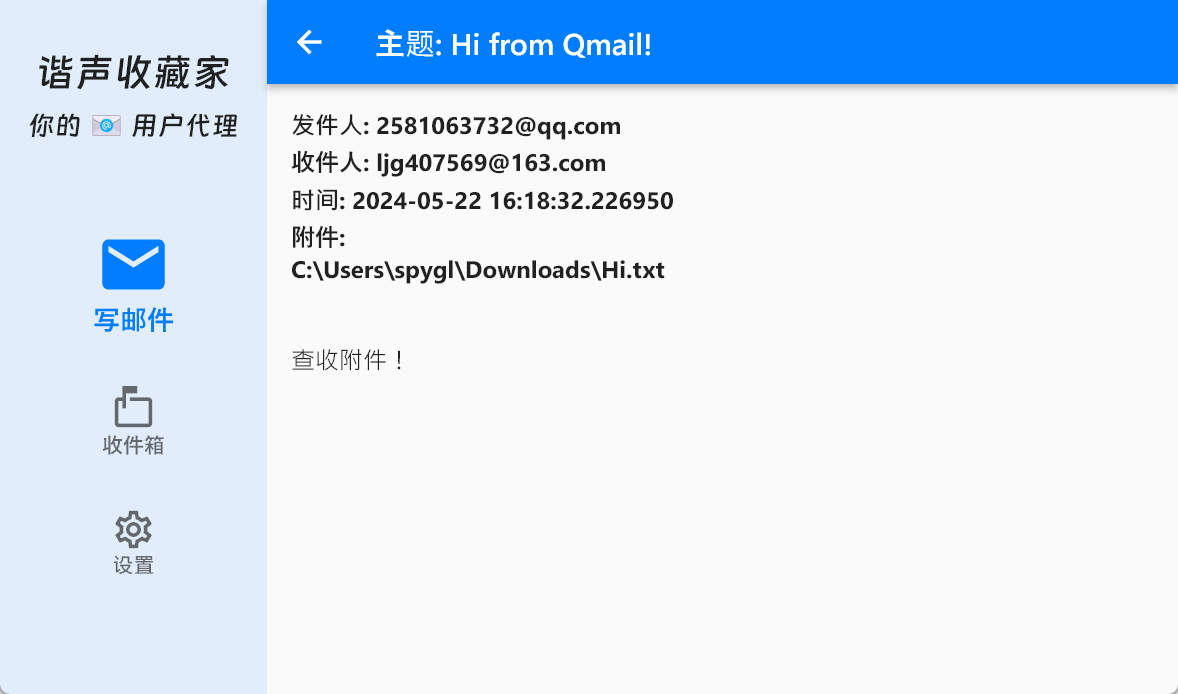 谐声收藏家
你的 📧 用户代理
写邮件
收件箱
设置
主题: Hi from Qmail!
发件人: 2581063732@qq.com
收件人: ljg407569@163.com
时间: 2024-05-22 16:18:32.226950
附件:
C:\Users\spygl\Downloads\Hi.txt
查收附件！